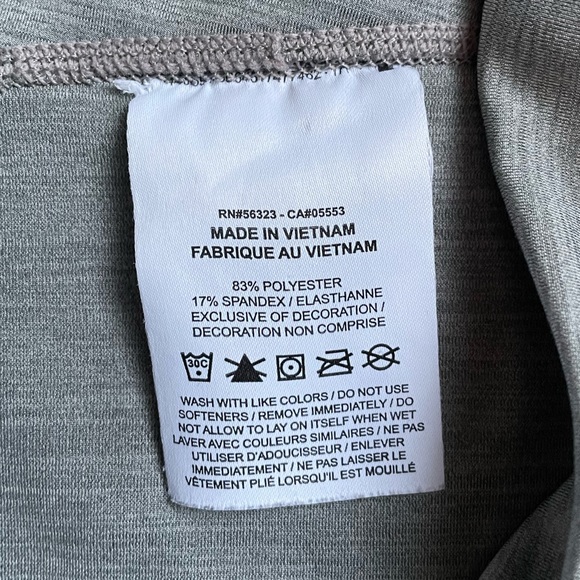 RN#56323 - CA#05553
MADE IN VIETNAM
FABRIQUE AU VIETNAM
83% POLYESTER
17% SPANDEX / ELASTHANNE
EXCLUSIVE OF DECORATION /
DECORATION NON COMPRISE
30C
WASH WITH LIKE COLORS / DO NOT USE
SOFTENERS / REMOVE IMMEDIATELY / DO
NOT ALLOW TO LAY ON ITSELF WHEN WET
LAVER AVEC COULEURS SIMILAIRES / NE PAS
UTILISER D'ADOUCISSEUR / ENLEVER
IMMEDIATEMENT / NE PAS LAISSER LE
VÊTEMENT PLIÉ LORSQU'IL EST MOUILLÉ